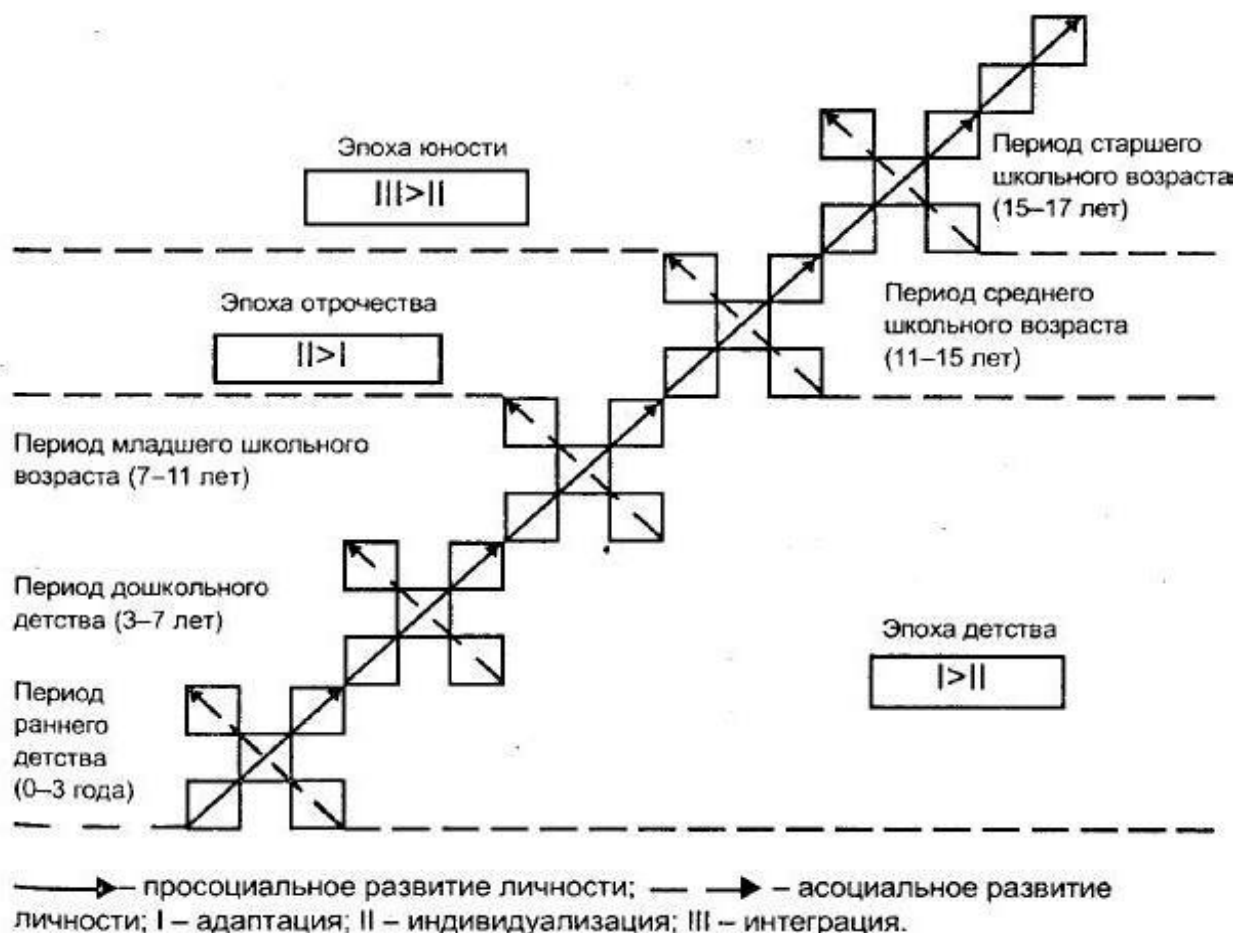 Эпоха юности
III>II
Период старшего
школьного возраста
(15–17 лет)
Эпоха отрочества
II>I
Период среднего
школьного возраста
(11–15 лет)
Период младшего школьного
возраста (7–11 лет)
Период дошкольного
детства (3–7 лет)
Эпоха детства
I>II
Период
раннего
детства
(0–3 года)
– просоциальное развитие личности; – асоциальное развитие
личности; I – адаптация; II – индивидуализация; III – интеграция.